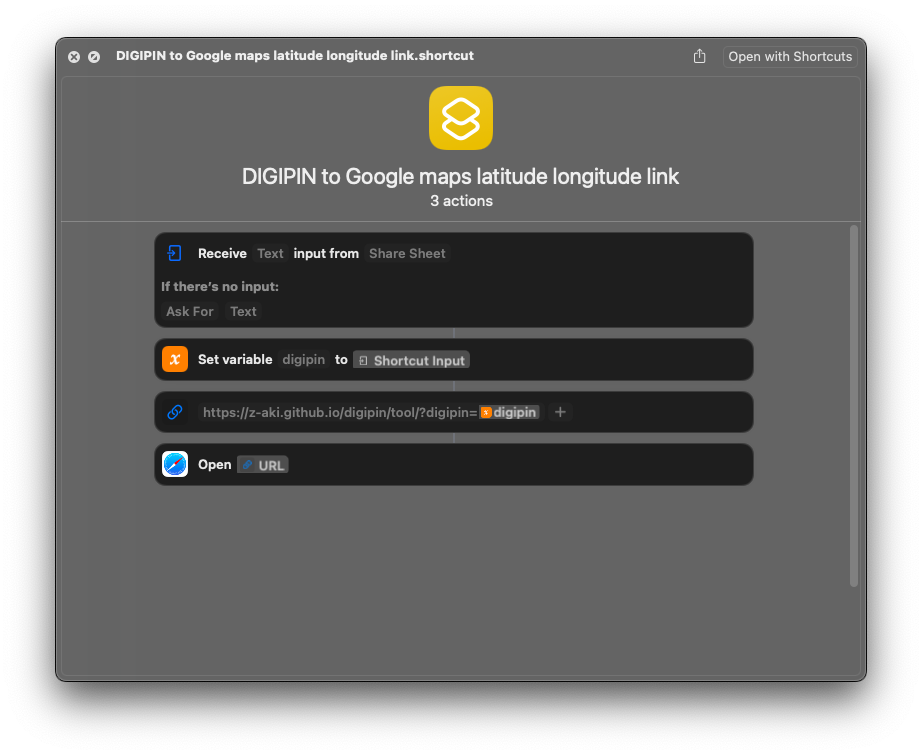 DIGIPIN to Google maps latitude longitude link.shortcut
Open with Shortcuts
DIGIPIN to Google maps latitude longitude link
3 actions
Receive Text input from Share Sheet
If there's no input:
Ask For Text
Set variable digipin to Shortcut Input
https://z-aki.github.io/digipin/tool/?digipin= digipin +
Open URL